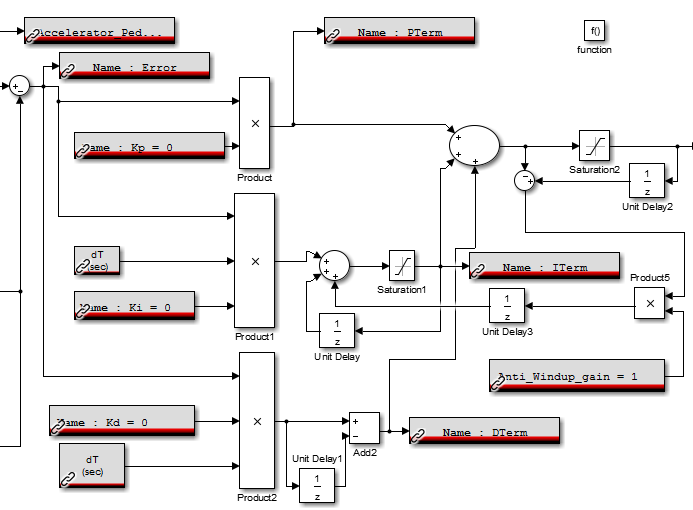 Accelerator_Ped...
Name : PTerm
f()
function
Name : Error
×
Name : Kp = 0
Product
Saturation2
1
z
Unit Delay2
dT
(sec)
×
Saturation1
Name : ITerm
Product5
×
Name : Ki = 0
1
z
Unit Delay3
Product1
1
z
Unit Delay
Anti_Windup_gain = 1
Name : Kd = 0
×
Add2
Name : DTerm
dT
(sec)
Unit Delay1
1
z
Product2